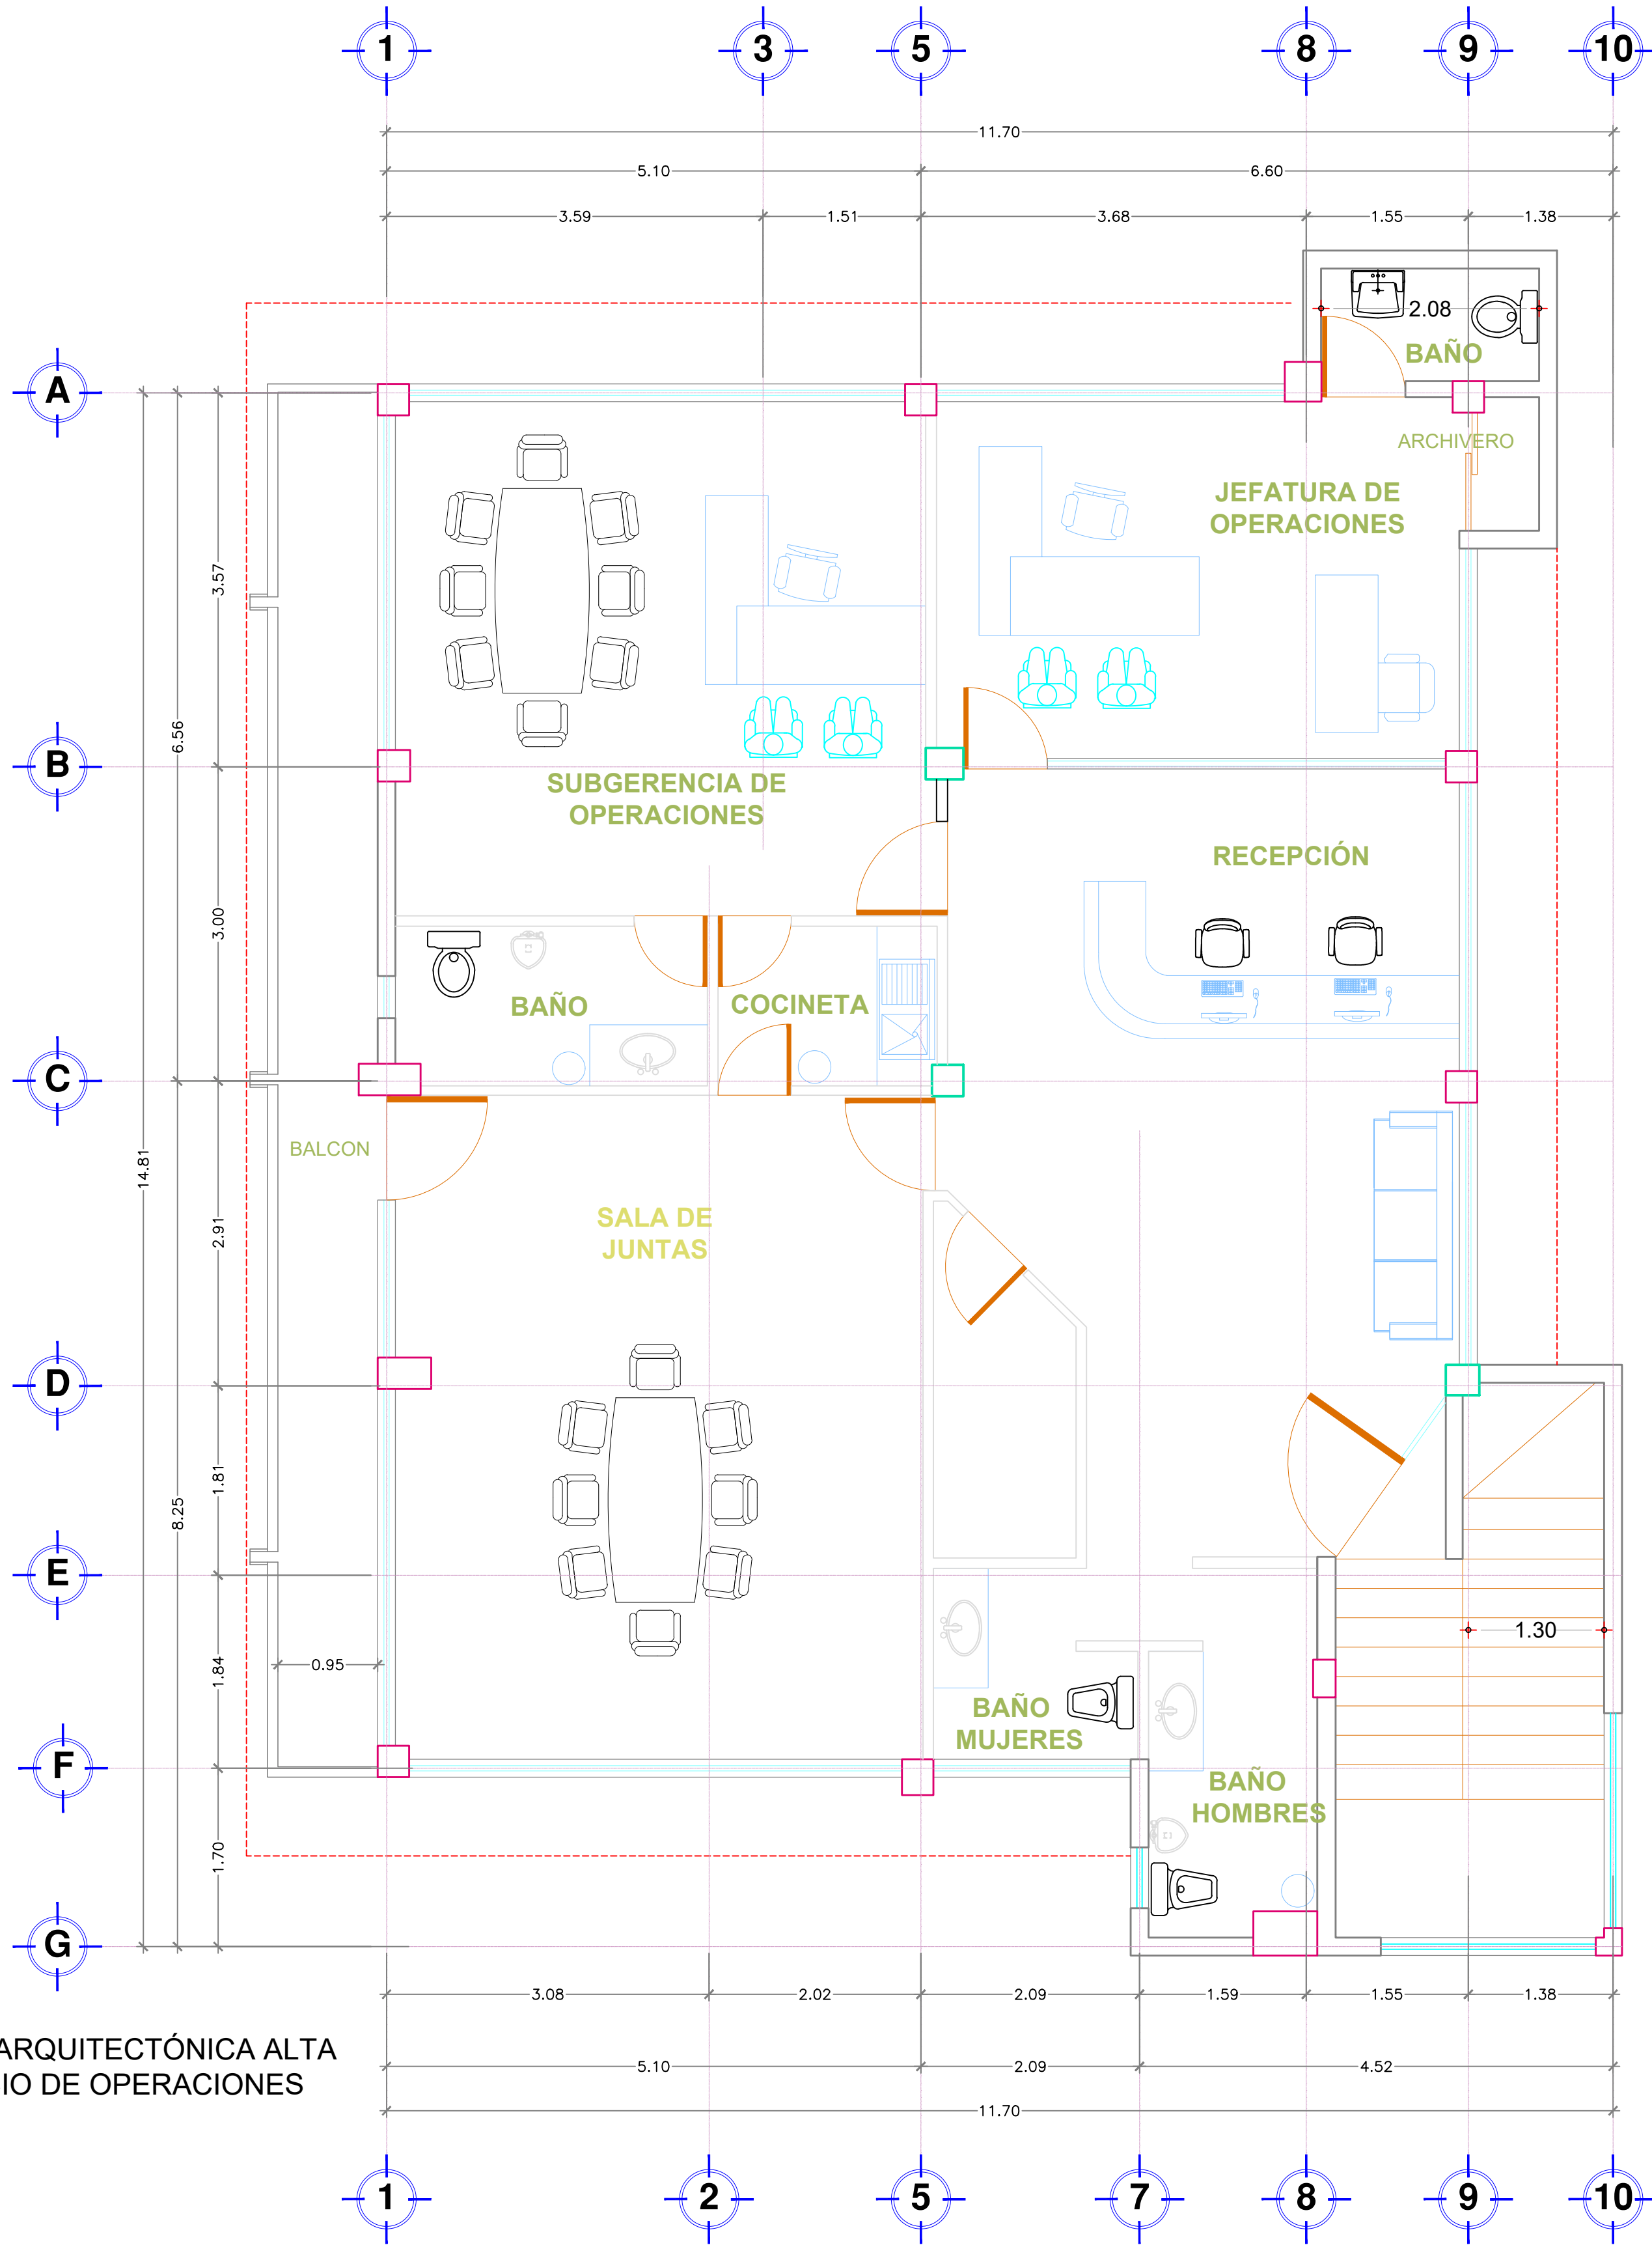 1 3 5 8 9 10
11.70
5.10 6.60
3.59 1.51 3.68 1.55 1.38
2.08
BAÑO
A
ARCHIVERO
JEFATURA DE
OPERACIONES
3.57
6.56
B
SUBGERENCIA DE
OPERACIONES
RECEPCIÓN
3.00
BAÑO
COCINETA
C
BALCON
14.81
2.91
SALA DE
JUNTAS
D
1.81
8.25
E
1.30
0.95
1.84
BAÑO
MUJERES
F
BAÑO
HOMBRES
1.70
G
3.08 2.02 2.09 1.59 1.55 1.38
ARQUITECTÓNICA ALTA
IO DE OPERACIONES
5.10 2.09 4.52
11.70
1 2 5 7 8 9 10